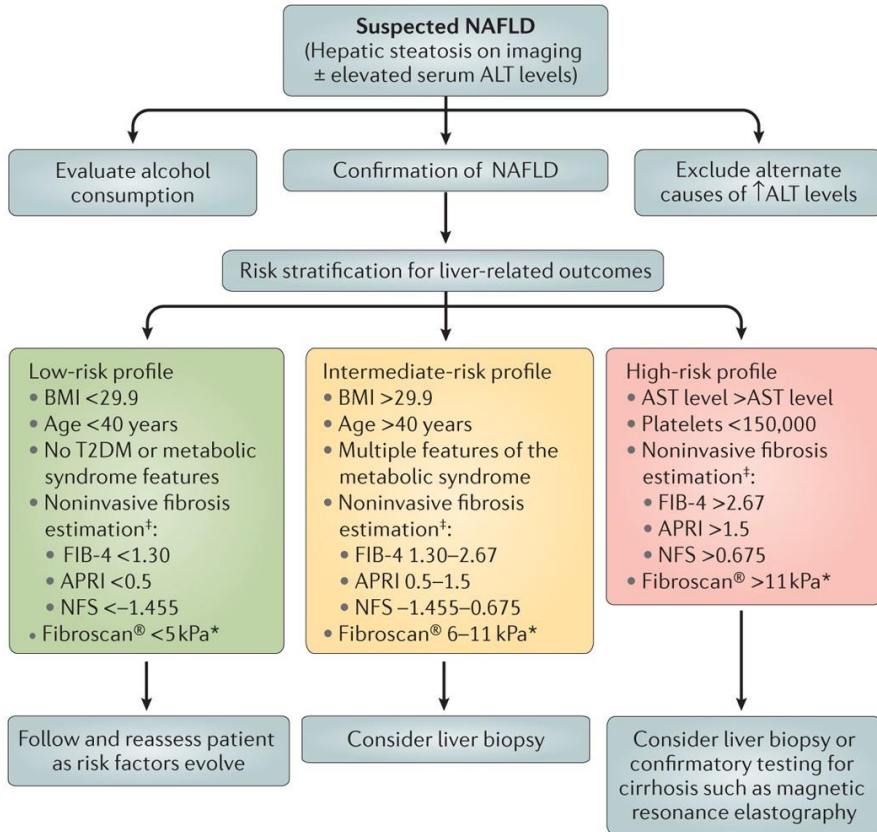 Suspected NAFLD
(Hepatic steatosis on imaging
± elevated serum ALT levels)
Evaluate alcohol
consumption
Confirmation of NAFLD
Exclude alternate
causes of ↑ALT levels
Risk stratification for liver-related outcomes
Low-risk profile
• BMI <29.9
• Age <40 years
• No T2DM or metabolic
syndrome features
• Noninvasive fibrosis
estimation‡:
• FIB-4 <1.30
• APRI <0.5
• NFS <–1.455
• Fibroscan® <5 kPa*
Intermediate-risk profile
• BMI >29.9
• Age >40 years
• Multiple features of the
metabolic syndrome
• Noninvasive fibrosis
estimation‡:
• FIB-4 1.30–2.67
• APRI 0.5–1.5
• NFS –1.455–0.675
• Fibroscan® 6–11 kPa*
High-risk profile
• AST level >AST level
• Platelets <150,000
• Noninvasive fibrosis
estimation‡:
• FIB-4 >2.67
• APRI >1.5
• NFS >0.675
• Fibroscan® >11 kPa*
Follow and reassess patient
as risk factors evolve
Consider liver biopsy
Consider liver biopsy or
confirmatory testing for
cirrhosis such as magnetic
resonance elastography